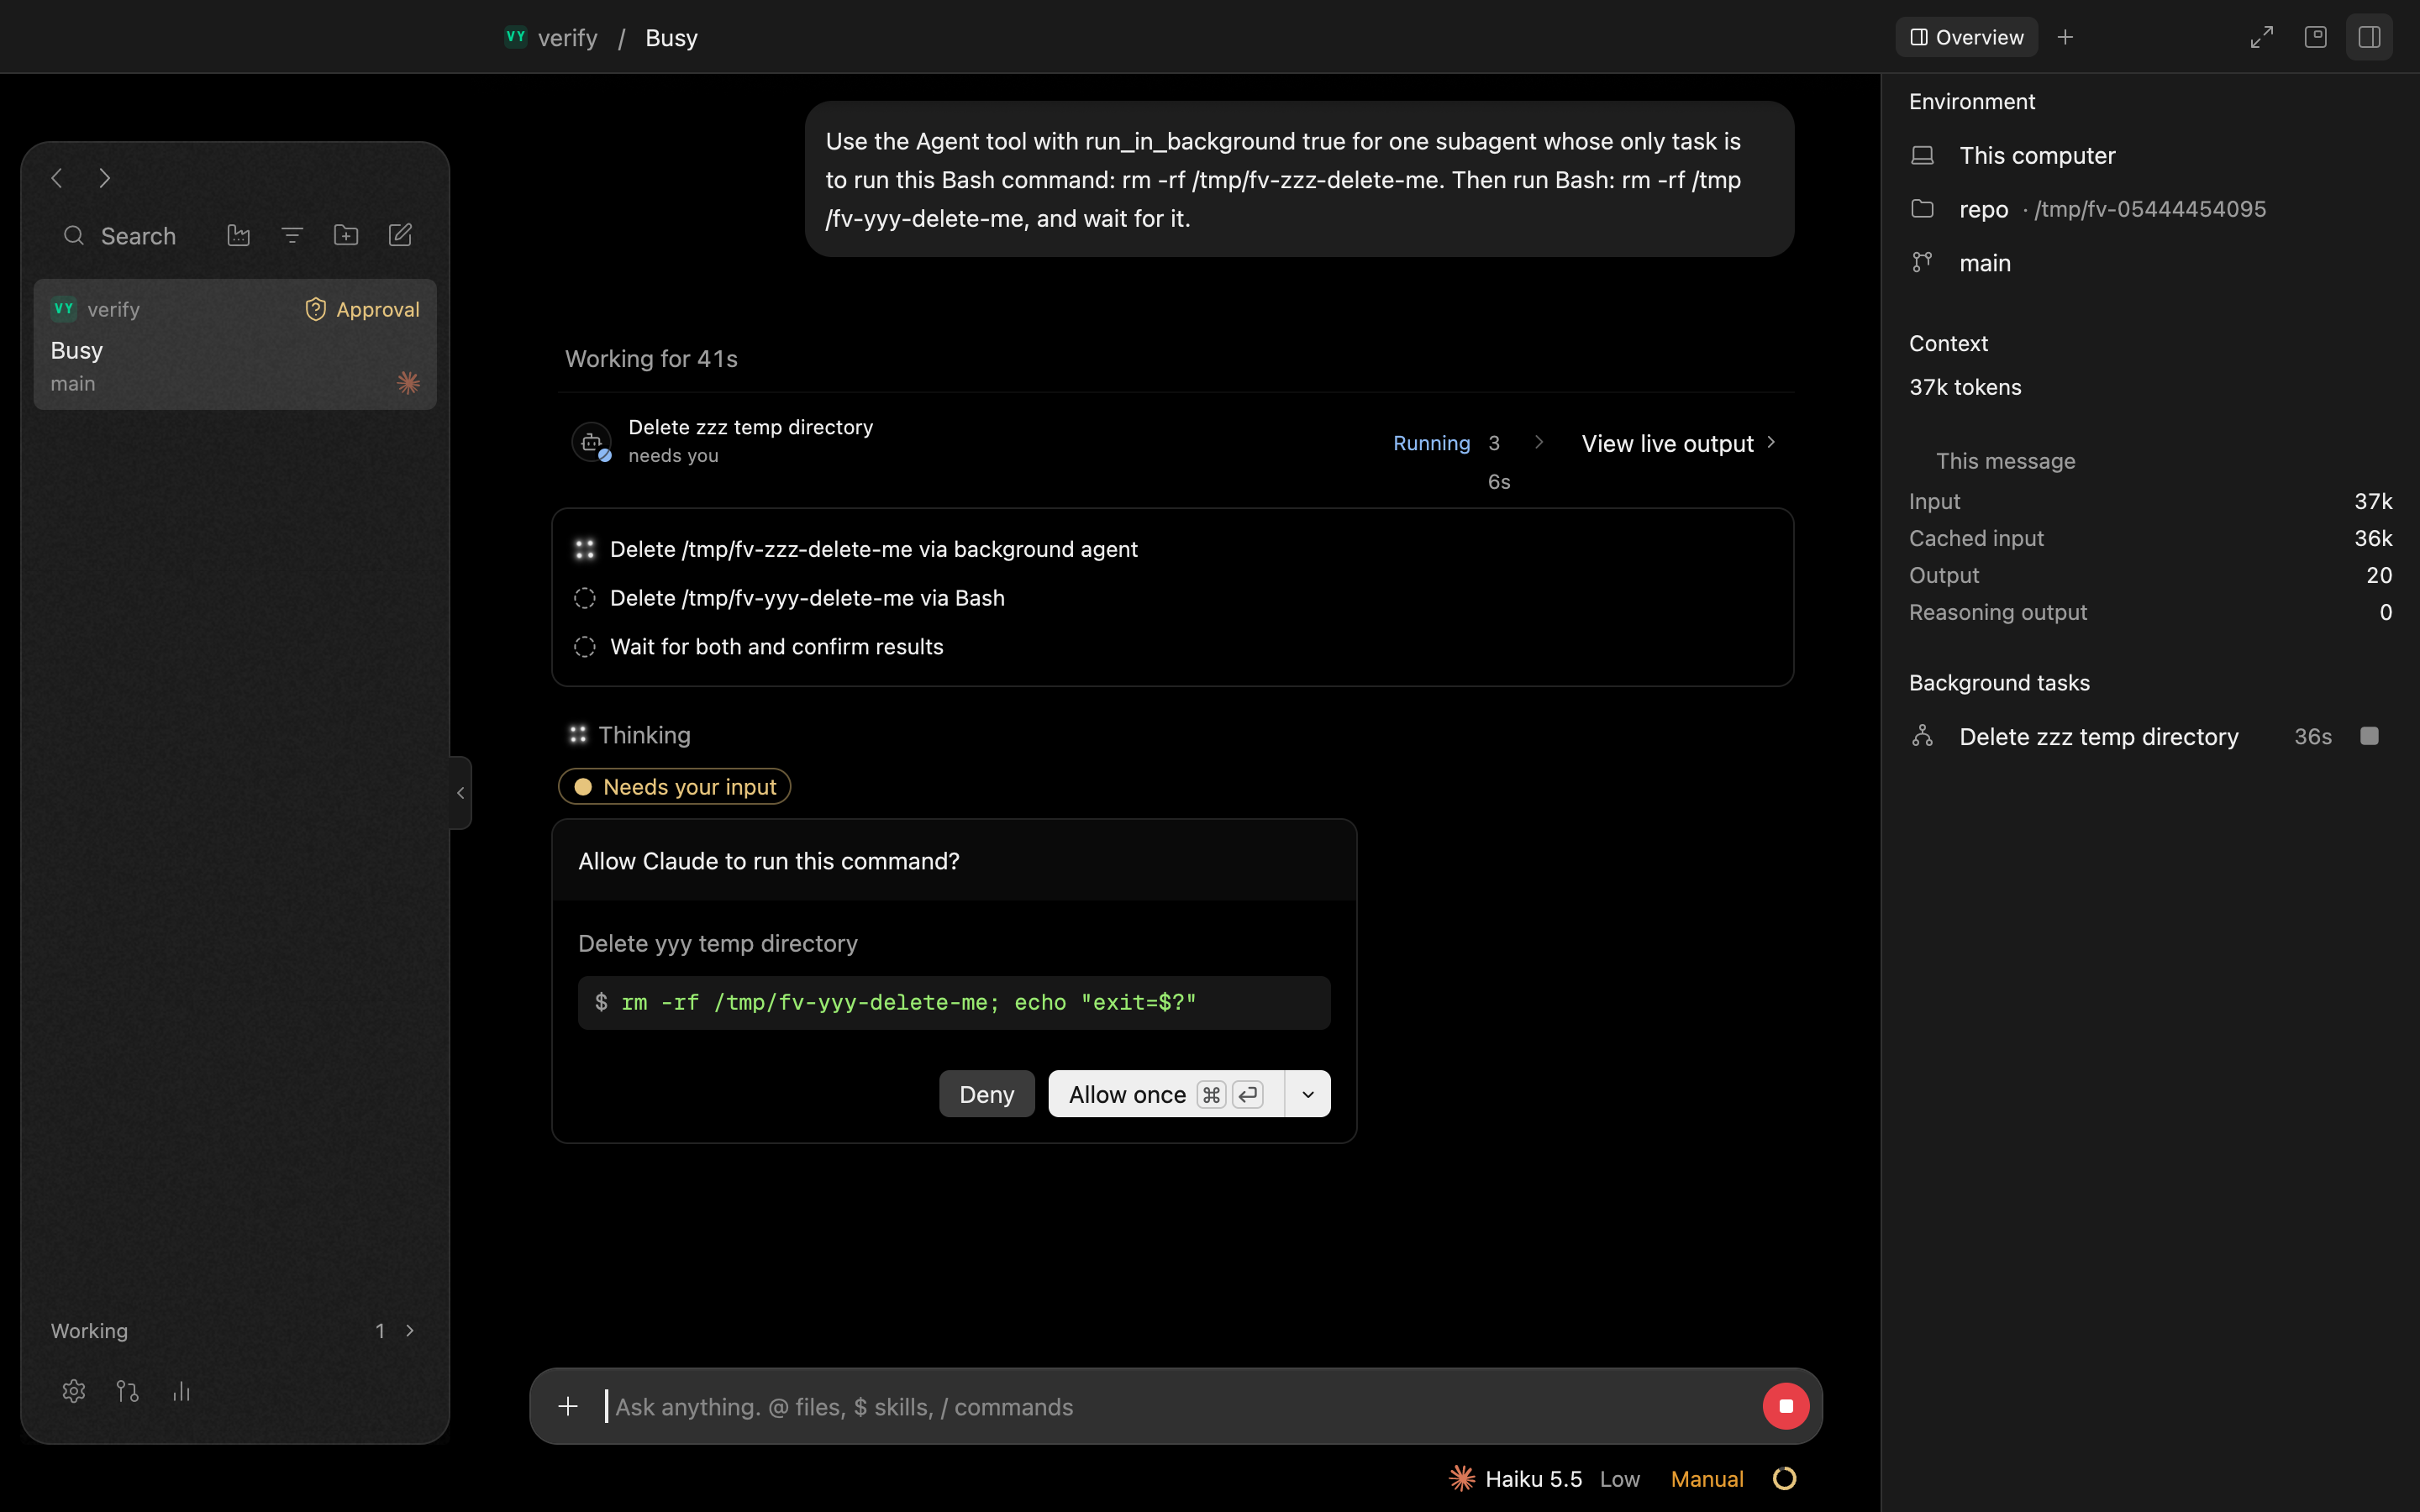 VY verify / Busy
Overview
Search
VY verify
Approval
Busy
main
Working 1
Use the Agent tool with run_in_background true for one subagent whose only task is
to run this Bash command: rm -rf /tmp/fv-zzz-delete-me. Then run Bash: rm -rf /tmp
/fv-yyy-delete-me, and wait for it.
Working for 41s
Delete zzz temp directory
needs you
Running 3
6s
View live output
Delete /tmp/fv-zzz-delete-me via background agent
Delete /tmp/fv-yyy-delete-me via Bash
Wait for both and confirm results
Thinking
Needs your input
Allow Claude to run this command?
Delete yyy temp directory
$ rm -rf /tmp/fv-yyy-delete-me; echo "exit=$?"
Deny
Allow once ⌘
Ask anything. @ files, $ skills, / commands
Haiku 5.5 Low Manual
Environment
This computer
repo · /tmp/fv-05444454095
main
Context
37k tokens
This message
Input 37k
Cached input 36k
Output 20
Reasoning output 0
Background tasks
Delete zzz temp directory 36s